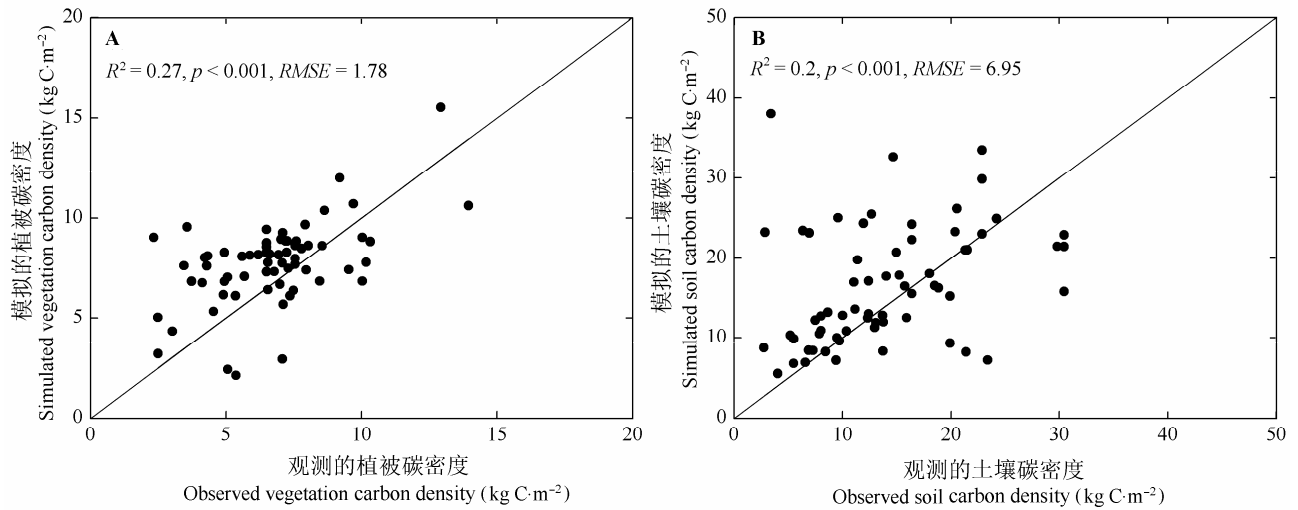 A
R² = 0.27, p < 0.001, RMSE = 1.78
模拟的植被碳密度
Simulated vegetation carbon density (kg C·m⁻²)
20
15
10
5
0
0 5 10 15 20
观测的植被碳密度
Observed vegetation carbon density (kg C·m⁻²)
B
R² = 0.2, p < 0.001, RMSE = 6.95
模拟的土壤碳密度
Simulated soil carbon density (kg C·m⁻²)
50
40
30
20
10
0
0 10 20 30 40 50
观测的土壤碳密度
Observed soil carbon density (kg C·m⁻²)